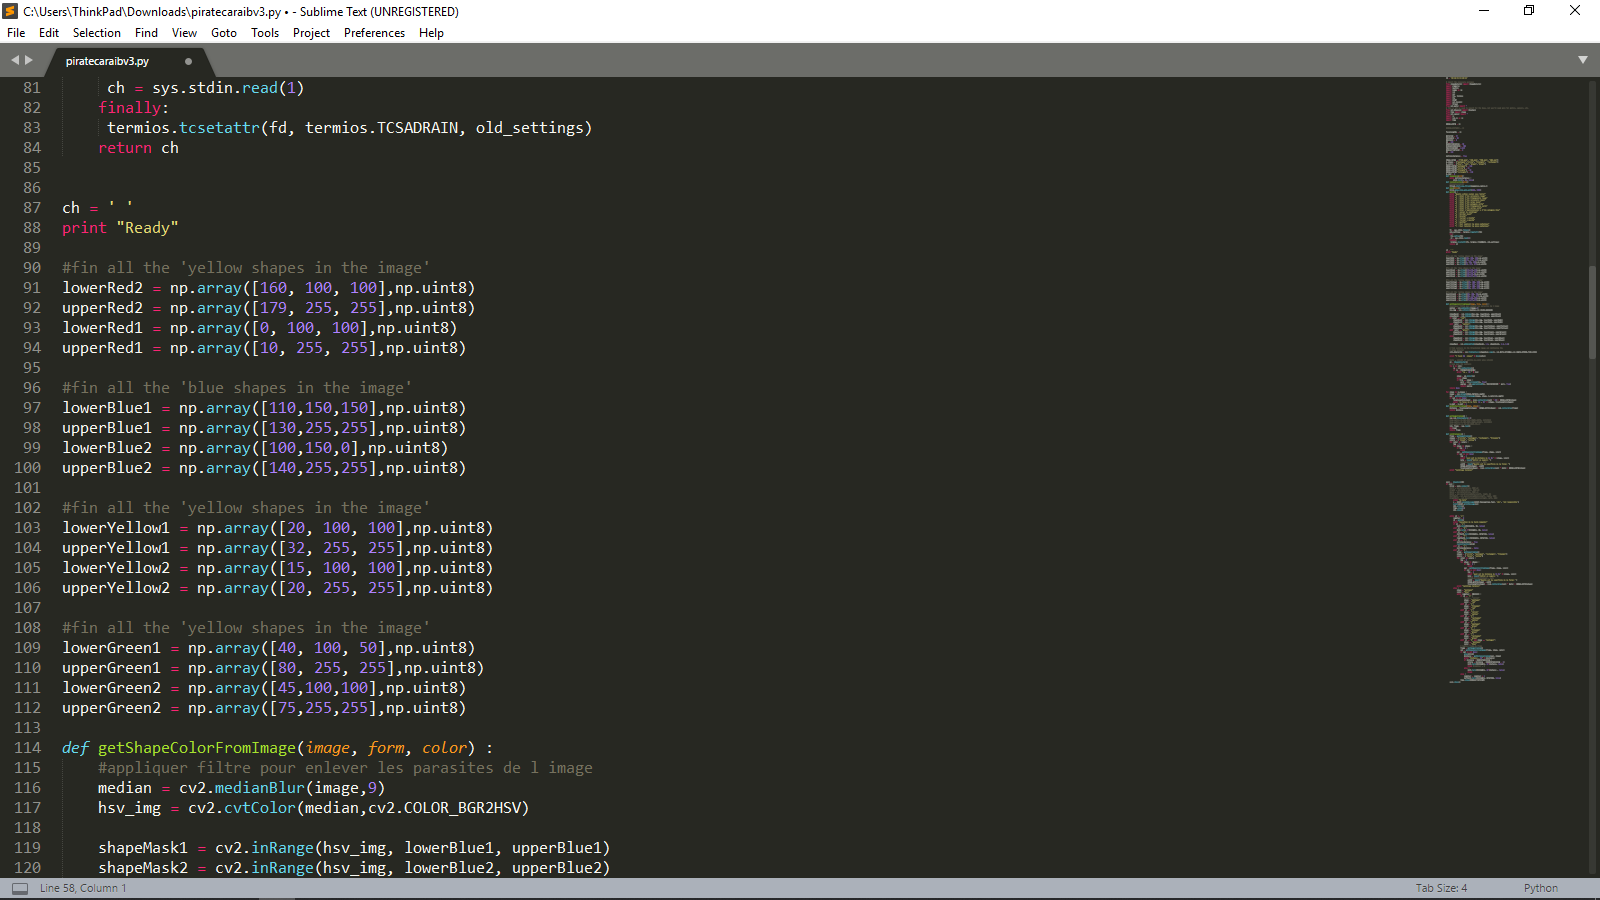 C:\Users\ThinkPad\Downloads\piratecaraibv3.py • - Sublime Text (UNREGISTERED)
File Edit Selection Find View Goto Tools Project Preferences Help
piratecaraibv3.py
81 ch = sys.stdin.read(1)
82 finally:
83 termios.tcsetattr(fd, termios.TCSADRAIN, old_settings)
84 return ch
85
86
87 ch = ' '
88 print "Ready"
89
90 #fin all the 'yellow shapes in the image'
91 lowerRed2 = np.array([160, 100, 100],np.uint8)
92 upperRed2 = np.array([179, 255, 255],np.uint8)
93 lowerRed1 = np.array([0, 100, 100],np.uint8)
94 upperRed1 = np.array([10, 255, 255],np.uint8)
95
96 #fin all the 'blue shapes in the image'
97 lowerBlue1 = np.array([110,150,150],np.uint8)
98 upperBlue1 = np.array([130,255,255],np.uint8)
99 lowerBlue2 = np.array([100,150,0],np.uint8)
100 upperBlue2 = np.array([140,255,255],np.uint8)
101
102 #fin all the 'yellow shapes in the image'
103 lowerYellow1 = np.array([20, 100, 100],np.uint8)
104 upperYellow1 = np.array([32, 255, 255],np.uint8)
105 lowerYellow2 = np.array([15, 100, 100],np.uint8)
106 upperYellow2 = np.array([20, 255, 255],np.uint8)
107
108 #fin all the 'yellow shapes in the image'
109 lowerGreen1 = np.array([40, 100, 50],np.uint8)
110 upperGreen1 = np.array([80, 255, 255],np.uint8)
111 lowerGreen2 = np.array([45,100,100],np.uint8)
112 upperGreen2 = np.array([75,255,255],np.uint8)
113
114 def getShapeColorFromImage(image, form, color) :
115 #appliquer filtre pour enlever les parasites de l image
116 median = cv2.medianBlur(image,9)
117 hsv_img = cv2.cvtColor(median,cv2.COLOR_BGR2HSV)
118
119 shapeMask1 = cv2.inRange(hsv_img, lowerBlue1, upperBlue1)
120 shapeMask2 = cv2.inRange(hsv_img, lowerBlue2, upperBlue2)
Line 58, Column 1 Tab Size: 4 Python